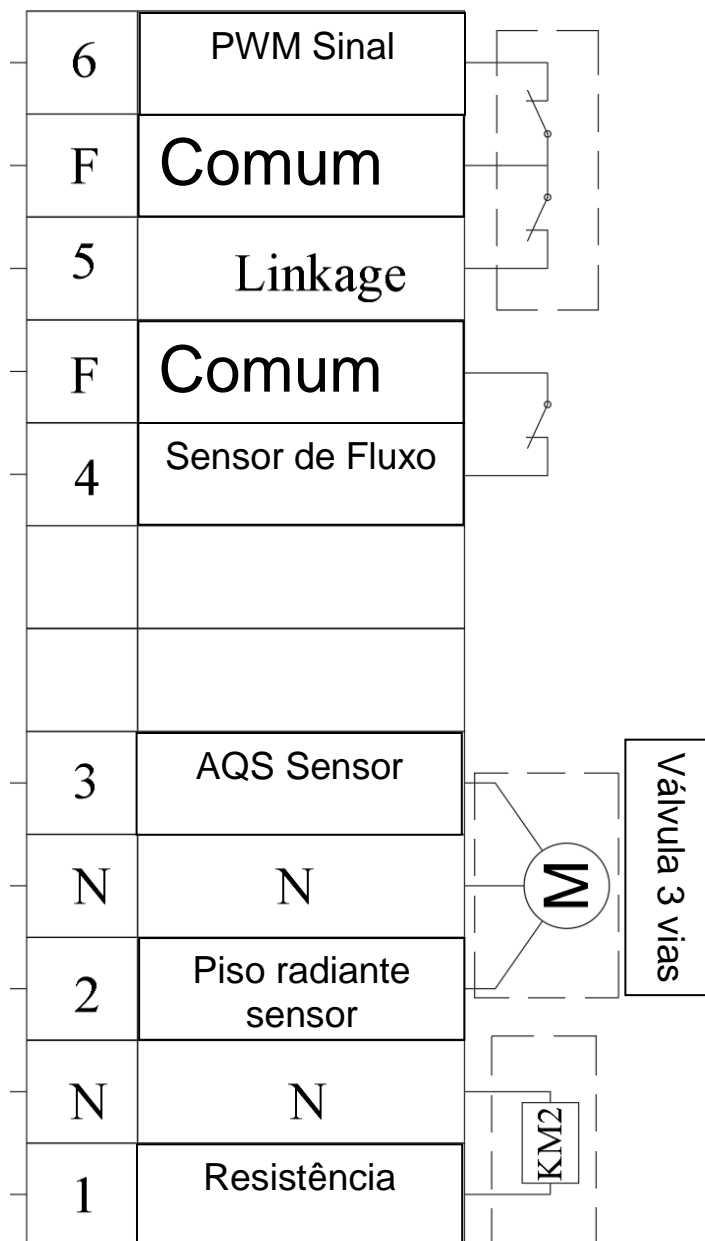 6 PWM Sinal
F Comum
5 Linkage
F Comum
4 Sensor de Fluxo
3 AQS Sensor
N N
M
Válvula 3 vias
2 Piso radiante
sensor
N N
KM2
1 Resistência